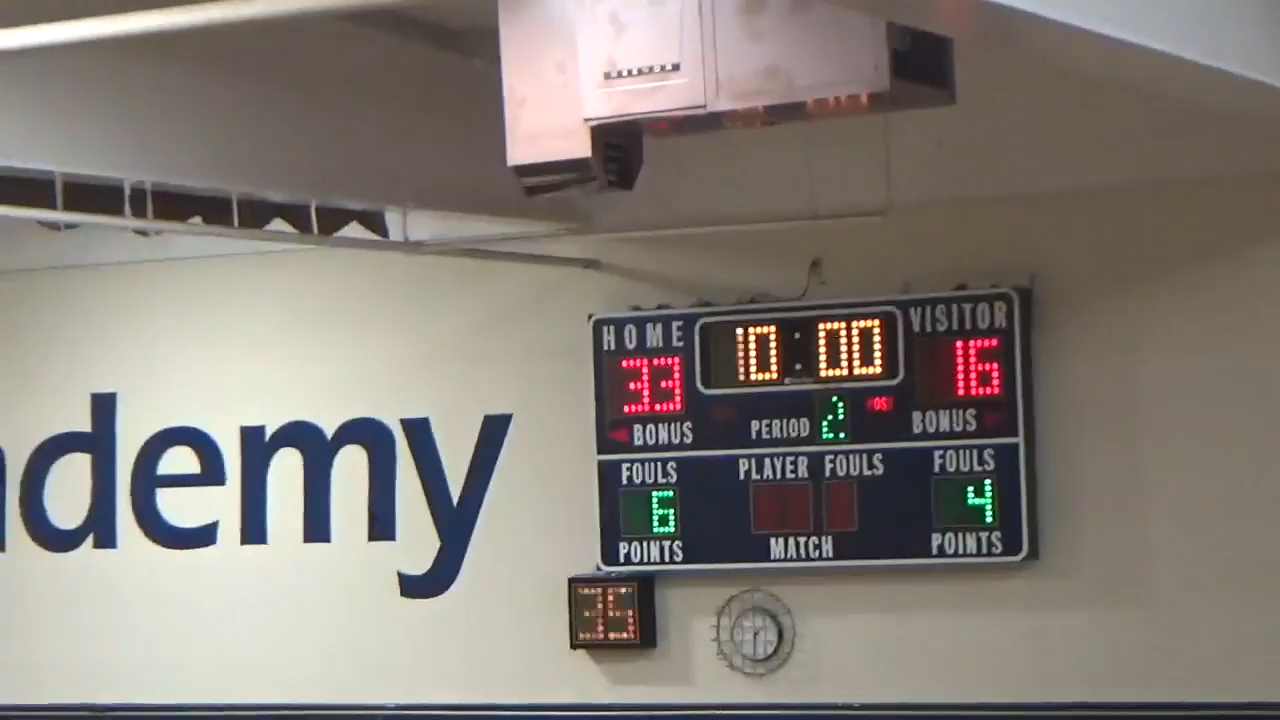 HOME 10:00 VISITOR
33 16
BONUS PERIOD 2 POS BONUS
FOULS PLAYER FOULS FOULS
6 4
POINTS MATCH POINTS
ademy
35